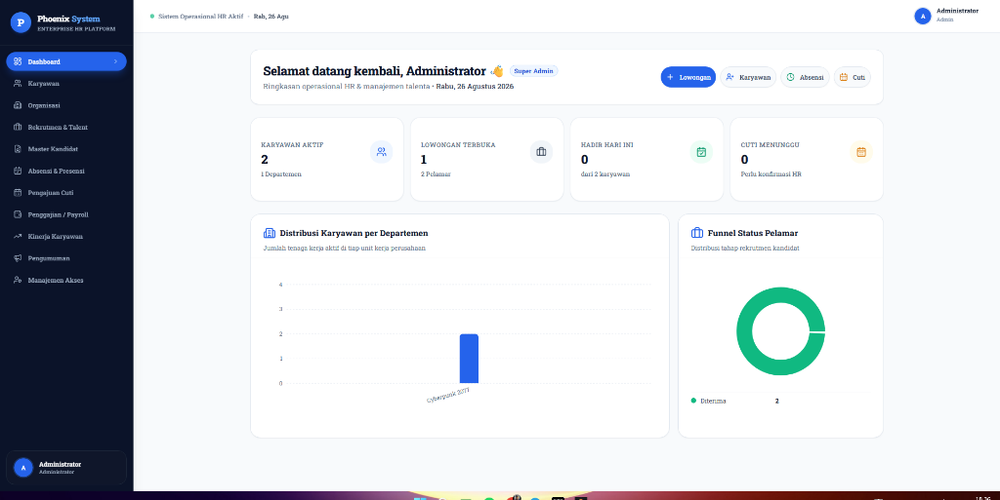 P
Phoenix System
ENTERPRISE HR PLATFORM
Dashboard
Karyawan
Organisasi
Rekrutmen & Talent
Master Kandidat
Absensi & Presensi
Pengajuan Cuti
Penggajian / Payroll
Kinerja Karyawan
Pengumuman
Manajemen Akses
A
Administrator
Administrator
Sistem Operasional HR Aktif • Rab, 26 Agu
A
Administrator
Admin
Selamat datang kembali, Administrator 👋 Super Admin
Ringkasan operasional HR & manajemen talenta • Rabu, 26 Agustus 2026
+ Lowongan
Karyawan
Absensi
Cuti
KARYAWAN AKTIF
2
1 Departemen
LOWONGAN TERBUKA
1
2 Pelamar
HADIR HARI INI
0
dari 2 karyawan
CUTI MENUNGGU
0
Perlu konfirmasi HR
Distribusi Karyawan per Departemen
Jumlah tenaga kerja aktif di tiap unit kerja perusahaan
4
3
2
1
0
Cyberpunk 2077
Funnel Status Pelamar
Distribusi tahap rekrutmen kandidat
Diterima 2